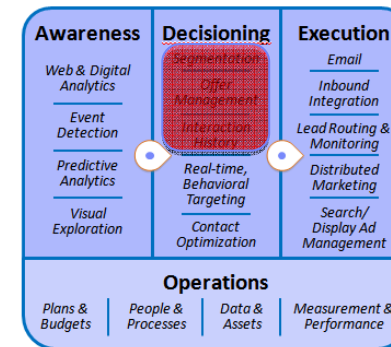 Awareness
Web & Digital
Analytics
Event
Detection
Predictive
Analytics
Visual
Exploration
Decisioning
Segmentation
Offer
Management
Interaction
History
Real-time,
Behavioral
Targeting
Contact
Optimization
Execution
Email
Inbound
Integration
Lead Routing &
Monitoring
Distributed
Marketing
Search/
Display Ad
Management
Operations
Plans &
Budgets
People &
Processes
Data &
Assets
Measurement &
Performance